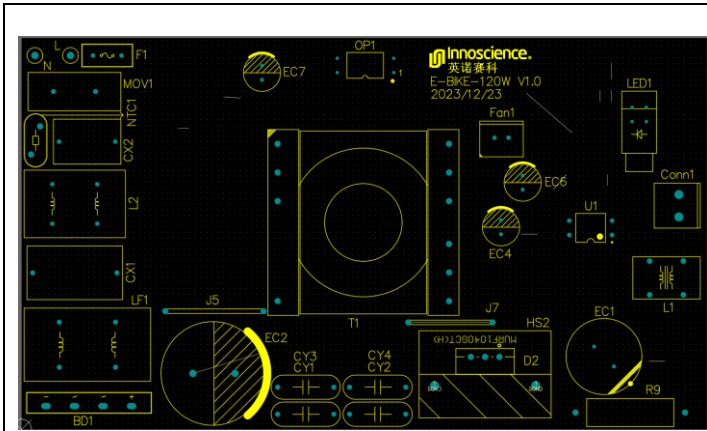 L
N
F1
OP1
1
EC7
Innoscience.
英诺赛科
E-BIKE-120W V1.0
2023/12/23
MOV1
NTC1
CX2
LED1
Fan1
EC6
Conn1
L2
U1
EC4
CX1
L1
LF1
J5
T1
J7
HS2
EC1
MURF1040GCT(H)
EC2
D2
CY3
CY1
CY4
CY2
R9
BD1